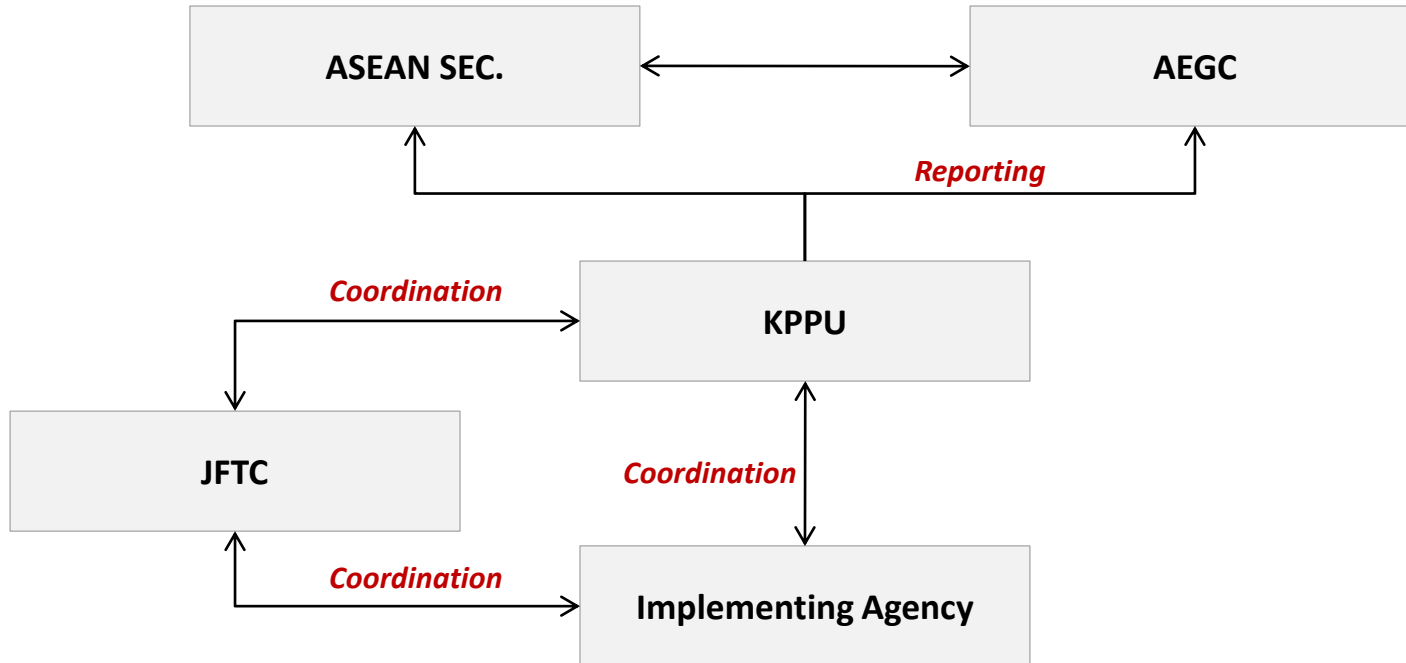 ASEAN SEC.
AEGC
Reporting
Coordination
KPPU
JFTC
Coordination
Coordination
Implementing Agency